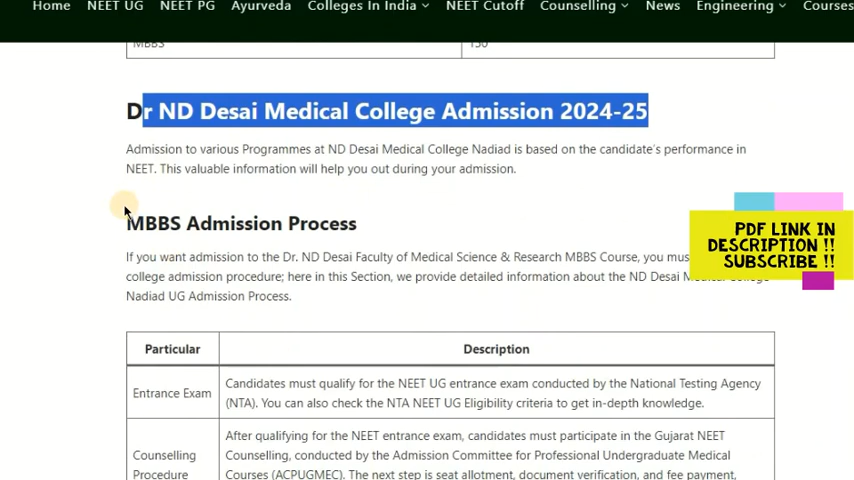 Home NEET UG NEET PG Ayurveda Colleges In India NEET Cutoff Counselling News Engineering Courses
MBBS 150
Dr ND Desai Medical College Admission 2024-25
Admission to various Programmes at ND Desai Medical College Nadiad is based on the candidate's performance in
NEET. This valuable information will help you out during your admission.
MBBS Admission Process
If you want admission to the Dr. ND Desai Faculty of Medical Science & Research MBBS Course, you mus
college admission procedure; here in this Section, we provide detailed information about the ND Desai Medical College
Nadiad UG Admission Process.
PDF LINK IN
DESCRIPTION !!
SUBSCRIBE !!
Particular Description
Entrance Exam
Candidates must qualify for the NEET UG entrance exam conducted by the National Testing Agency
(NTA). You can also check the NTA NEET UG Eligibility criteria to get in-depth knowledge.
Counselling
Procedure
After qualifying for the NEET entrance exam, candidates must participate in the Gujarat NEET
Counselling, conducted by the Admission Committee for Professional Undergraduate Medical
Courses (ACPUGMEC). The next step is seat allotment, document verification, and fee payment,